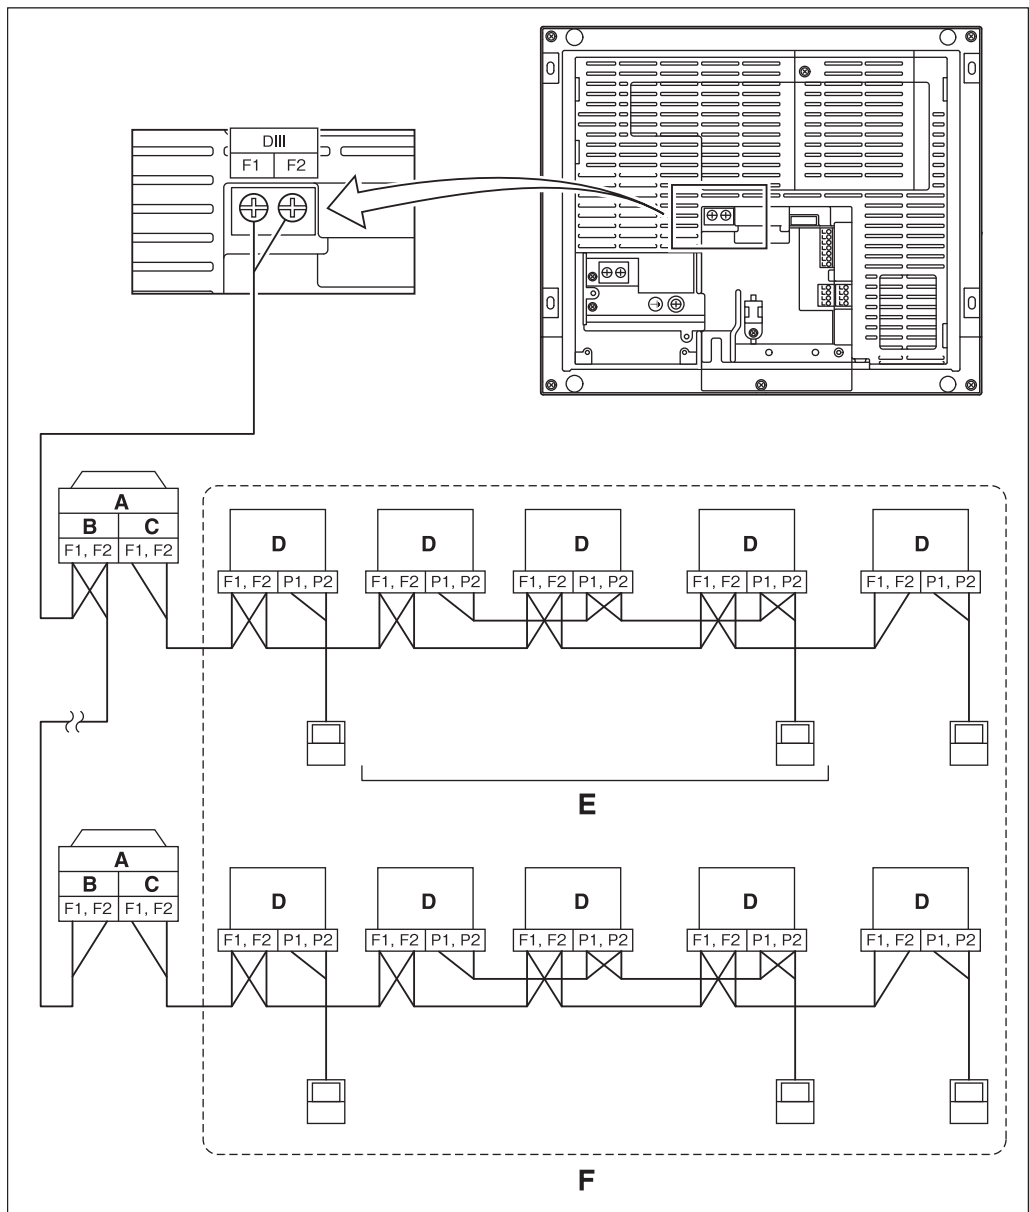 DIII
F1 F2
A
B C
F1, F2 F1, F2
D D D D D
F1, F2 P1, P2 F1, F2 P1, P2 F1, F2 P1, P2 F1, F2 P1, P2 F1, F2 P1, P2
E
A
B C
F1, F2 F1, F2
D D D D D
F1, F2 P1, P2 F1, F2 P1, P2 F1, F2 P1, P2 F1, F2 P1, P2 F1, F2 P1, P2
F